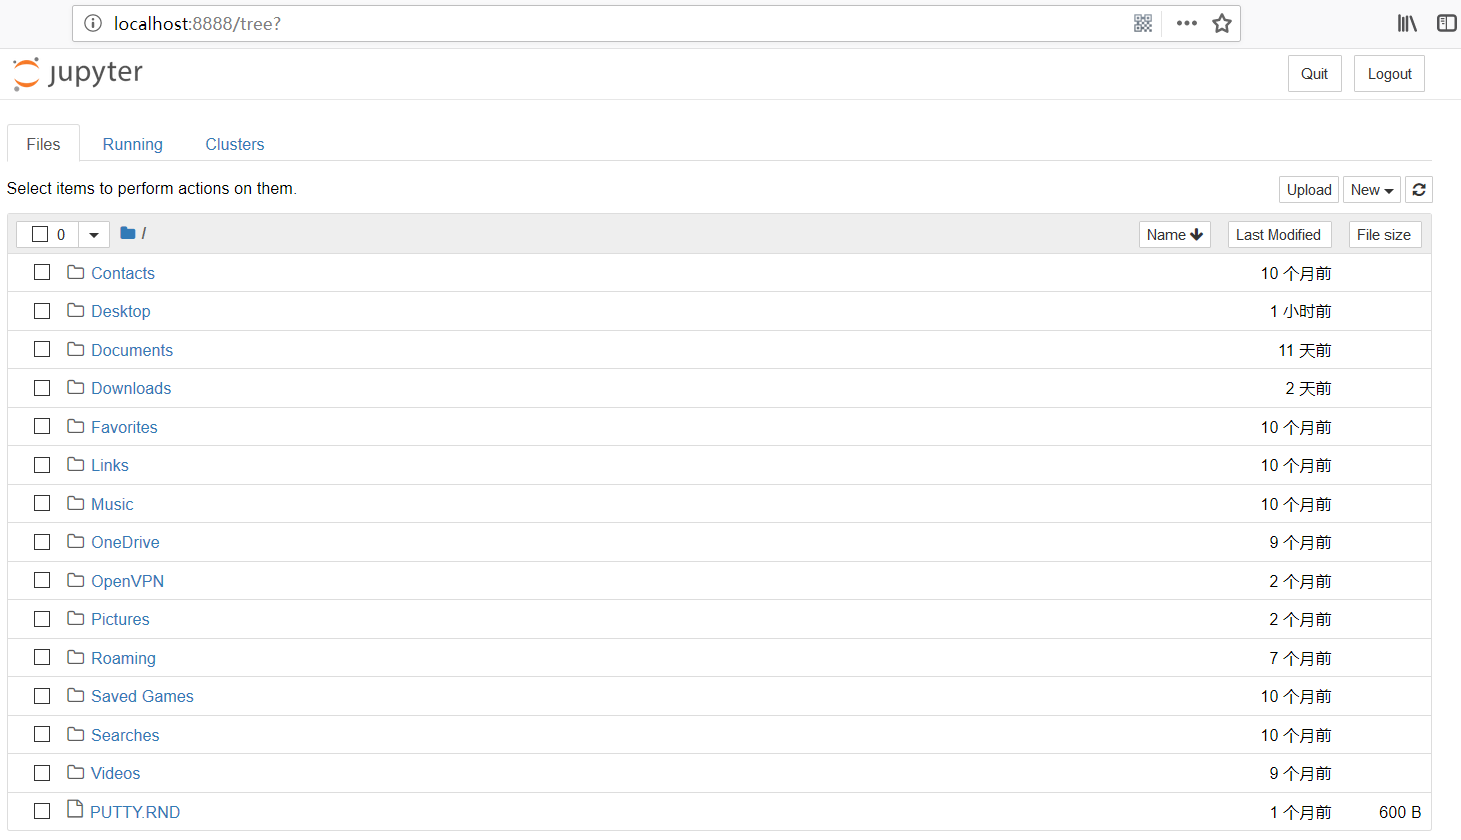 localhost:8888/tree?
jupyter
Quit Logout
Files Running Clusters
Select items to perform actions on them.
Upload New
0 /
Name Last Modified File size
Contacts 10 个月前
Desktop 1 小时前
Documents 11 天前
Downloads 2 天前
Favorites 10 个月前
Links 10 个月前
Music 10 个月前
OneDrive 9 个月前
OpenVPN 2 个月前
Pictures 2 个月前
Roaming 7 个月前
Saved Games 10 个月前
Searches 10 个月前
Videos 9 个月前
PUTTY.RND 1 个月前 600 B